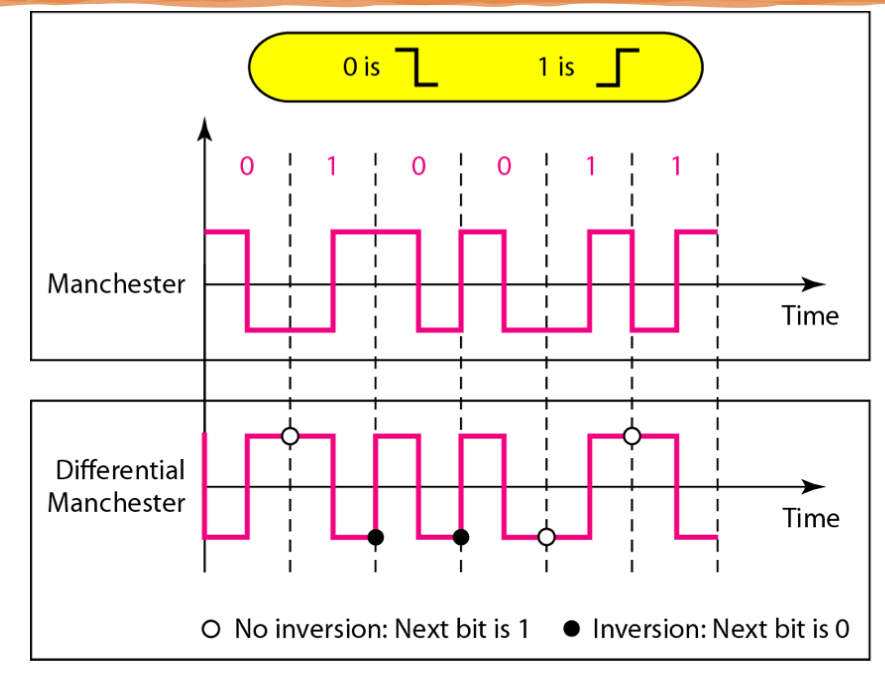 0 is 1 is
0 1 0 0 1 1
Manchester
Time
Differential
Manchester
Time
No inversion: Next bit is 1 Inversion: Next bit is 0